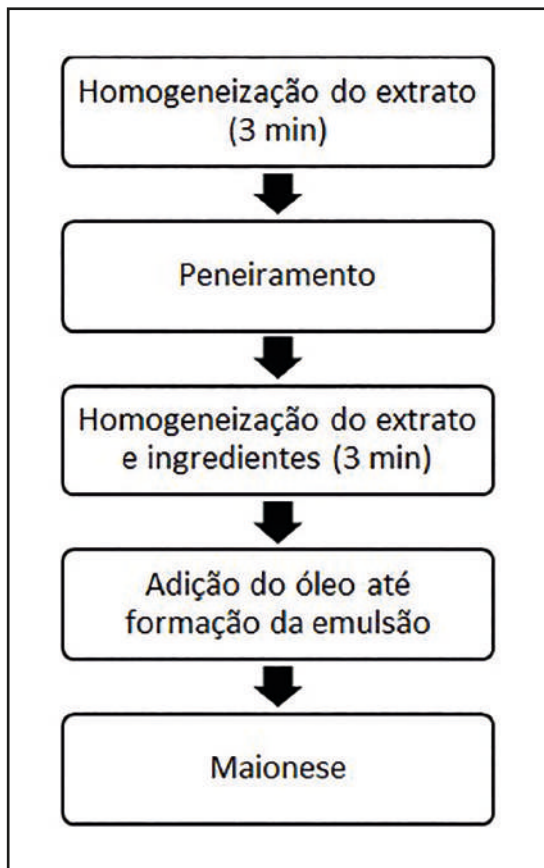 Homogeneização do extrato
(3 min)
Peneiramento
Homogeneização do extrato
e ingredientes (3 min)
Adição do óleo até
formação da emulsão
Maionese